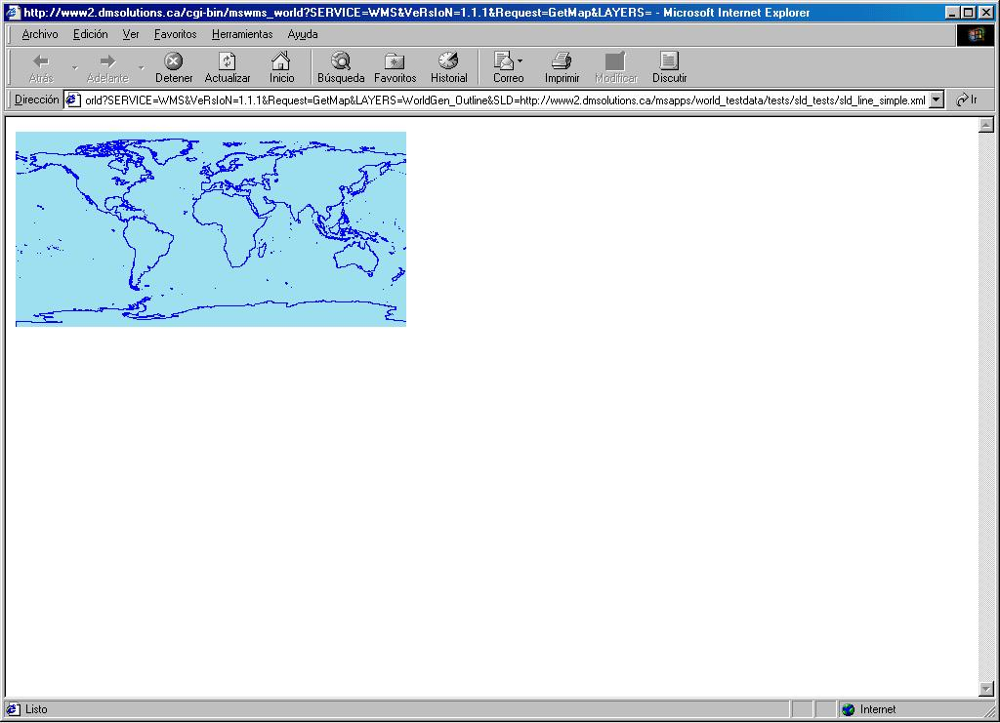 http://www2.dmsolutions.ca/cgi-bin/mswms_world?SERVICE=WMS&VeRsIoN=1.1.1&Request=GetMap&LAYERS= - Microsoft Internet Explorer
Archivo Edición Ver Favoritos Herramientas Ayuda
Atrás Adelante Detener Actualizar Inicio Búsqueda Favoritos Historial Correo Imprimir Modificar Discutir
Dirección orld?SERVICE=WMS&VeRsIoN=1.1.1&Request=GetMap&LAYERS=WorldGen_Outline&SLD=http://www2.dmsolutions.ca/msapps/world_testdata/tests/sld_tests/sld_line_simple.xml Ir
Listo Internet